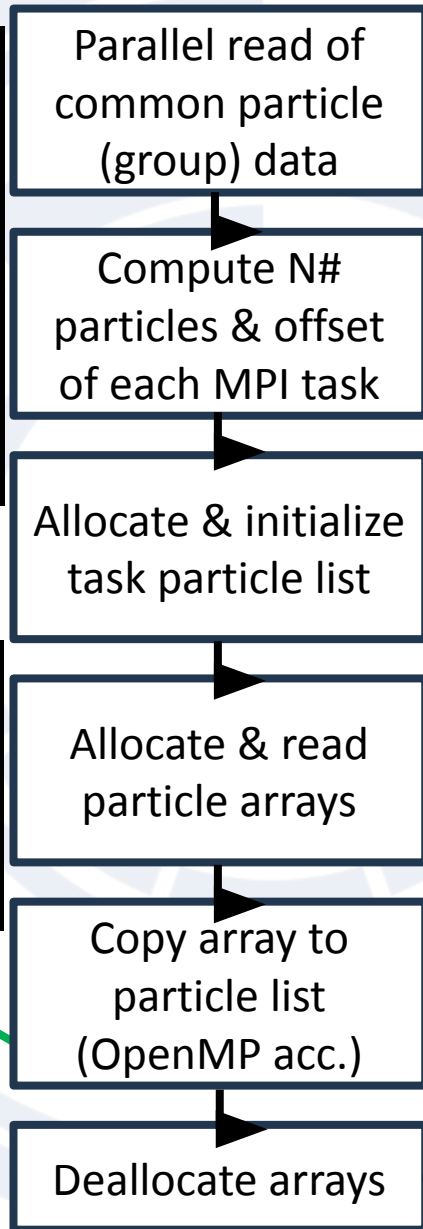 Parallel read of
common particle
(group) data
Compute N#
particles & offset
of each MPI task
Allocate & initialize
task particle list
Allocate & read
particle arrays
Copy array to
particle list
(OpenMP acc.)
Deallocate arrays